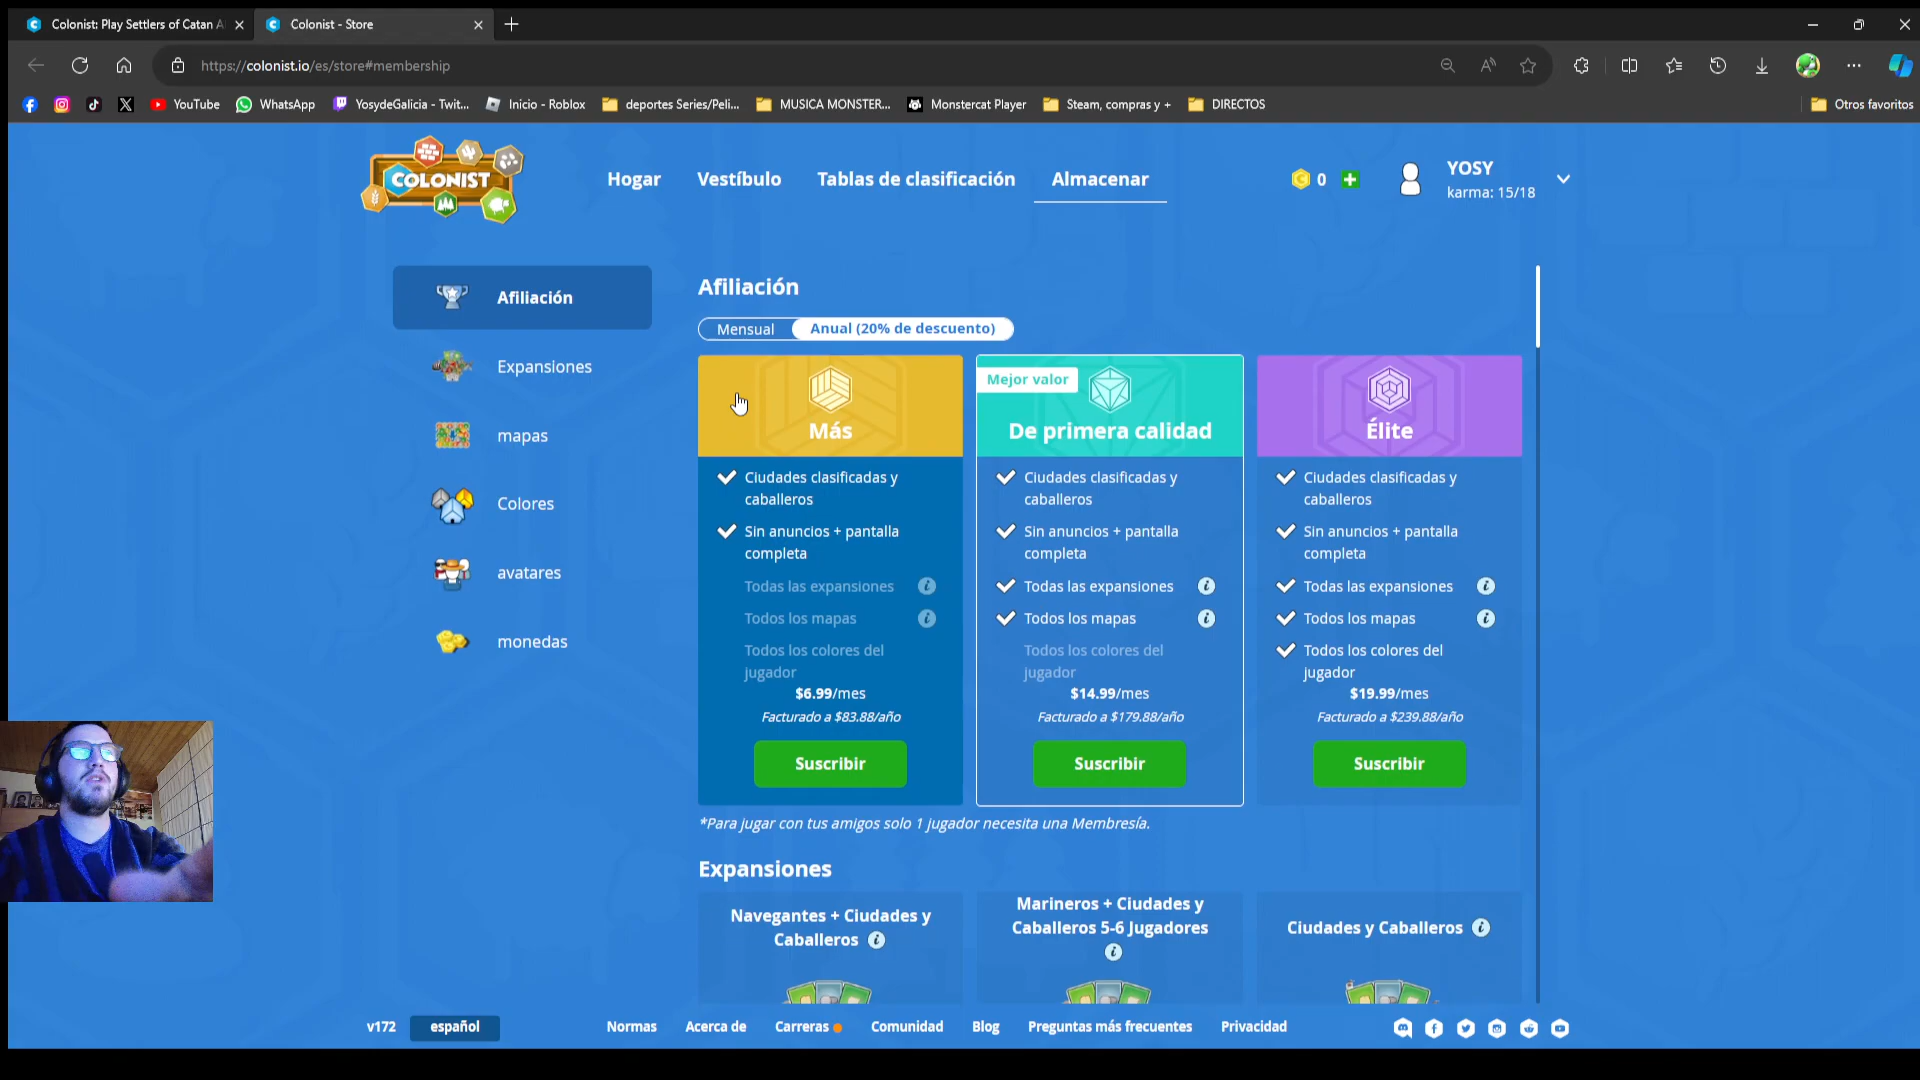 Colonist: Play Settlers of Catan A
Colonist - Store
https://colonist.io/es/store#membership
YouTube
WhatsApp
YosydeGalicia - Twit...
Inicio - Roblox
deportes Series/Peli...
MUSICA MONSTER...
Monstercat Player
Steam, compras y +
DIRECTOS
Otros favoritos
COLONIST
Hogar
Vestíbulo
Tablas de clasificación
Almacenar
0
YOSY
karma: 15/18
Afiliación
Expansiones
mapas
Colores
avatares
monedas
Afiliación
Mensual
Anual (20% de descuento)
Más
Ciudades clasificadas y
caballeros
Sin anuncios + pantalla
completa
Todas las expansiones
Todos los mapas
Todos los colores del
jugador
$6.99/mes
Facturado a $83.88/año
Suscribir
Mejor valor
De primera calidad
Ciudades clasificadas y
caballeros
Sin anuncios + pantalla
completa
Todas las expansiones
Todos los mapas
Todos los colores del
jugador
$14.99/mes
Facturado a $179.88/año
Suscribir
Élite
Ciudades clasificadas y
caballeros
Sin anuncios + pantalla
completa
Todas las expansiones
Todos los mapas
Todos los colores del
jugador
$19.99/mes
Facturado a $239.88/año
Suscribir
*Para jugar con tus amigos solo 1 jugador necesita una Membresía.
Expansiones
Navegantes + Ciudades y
Caballeros
Marineros + Ciudades y
Caballeros 5-6 Jugadores
Ciudades y Caballeros
v172
español
Normas
Acerca de
Carreras
Comunidad
Blog
Preguntas más frecuentes
Privacidad